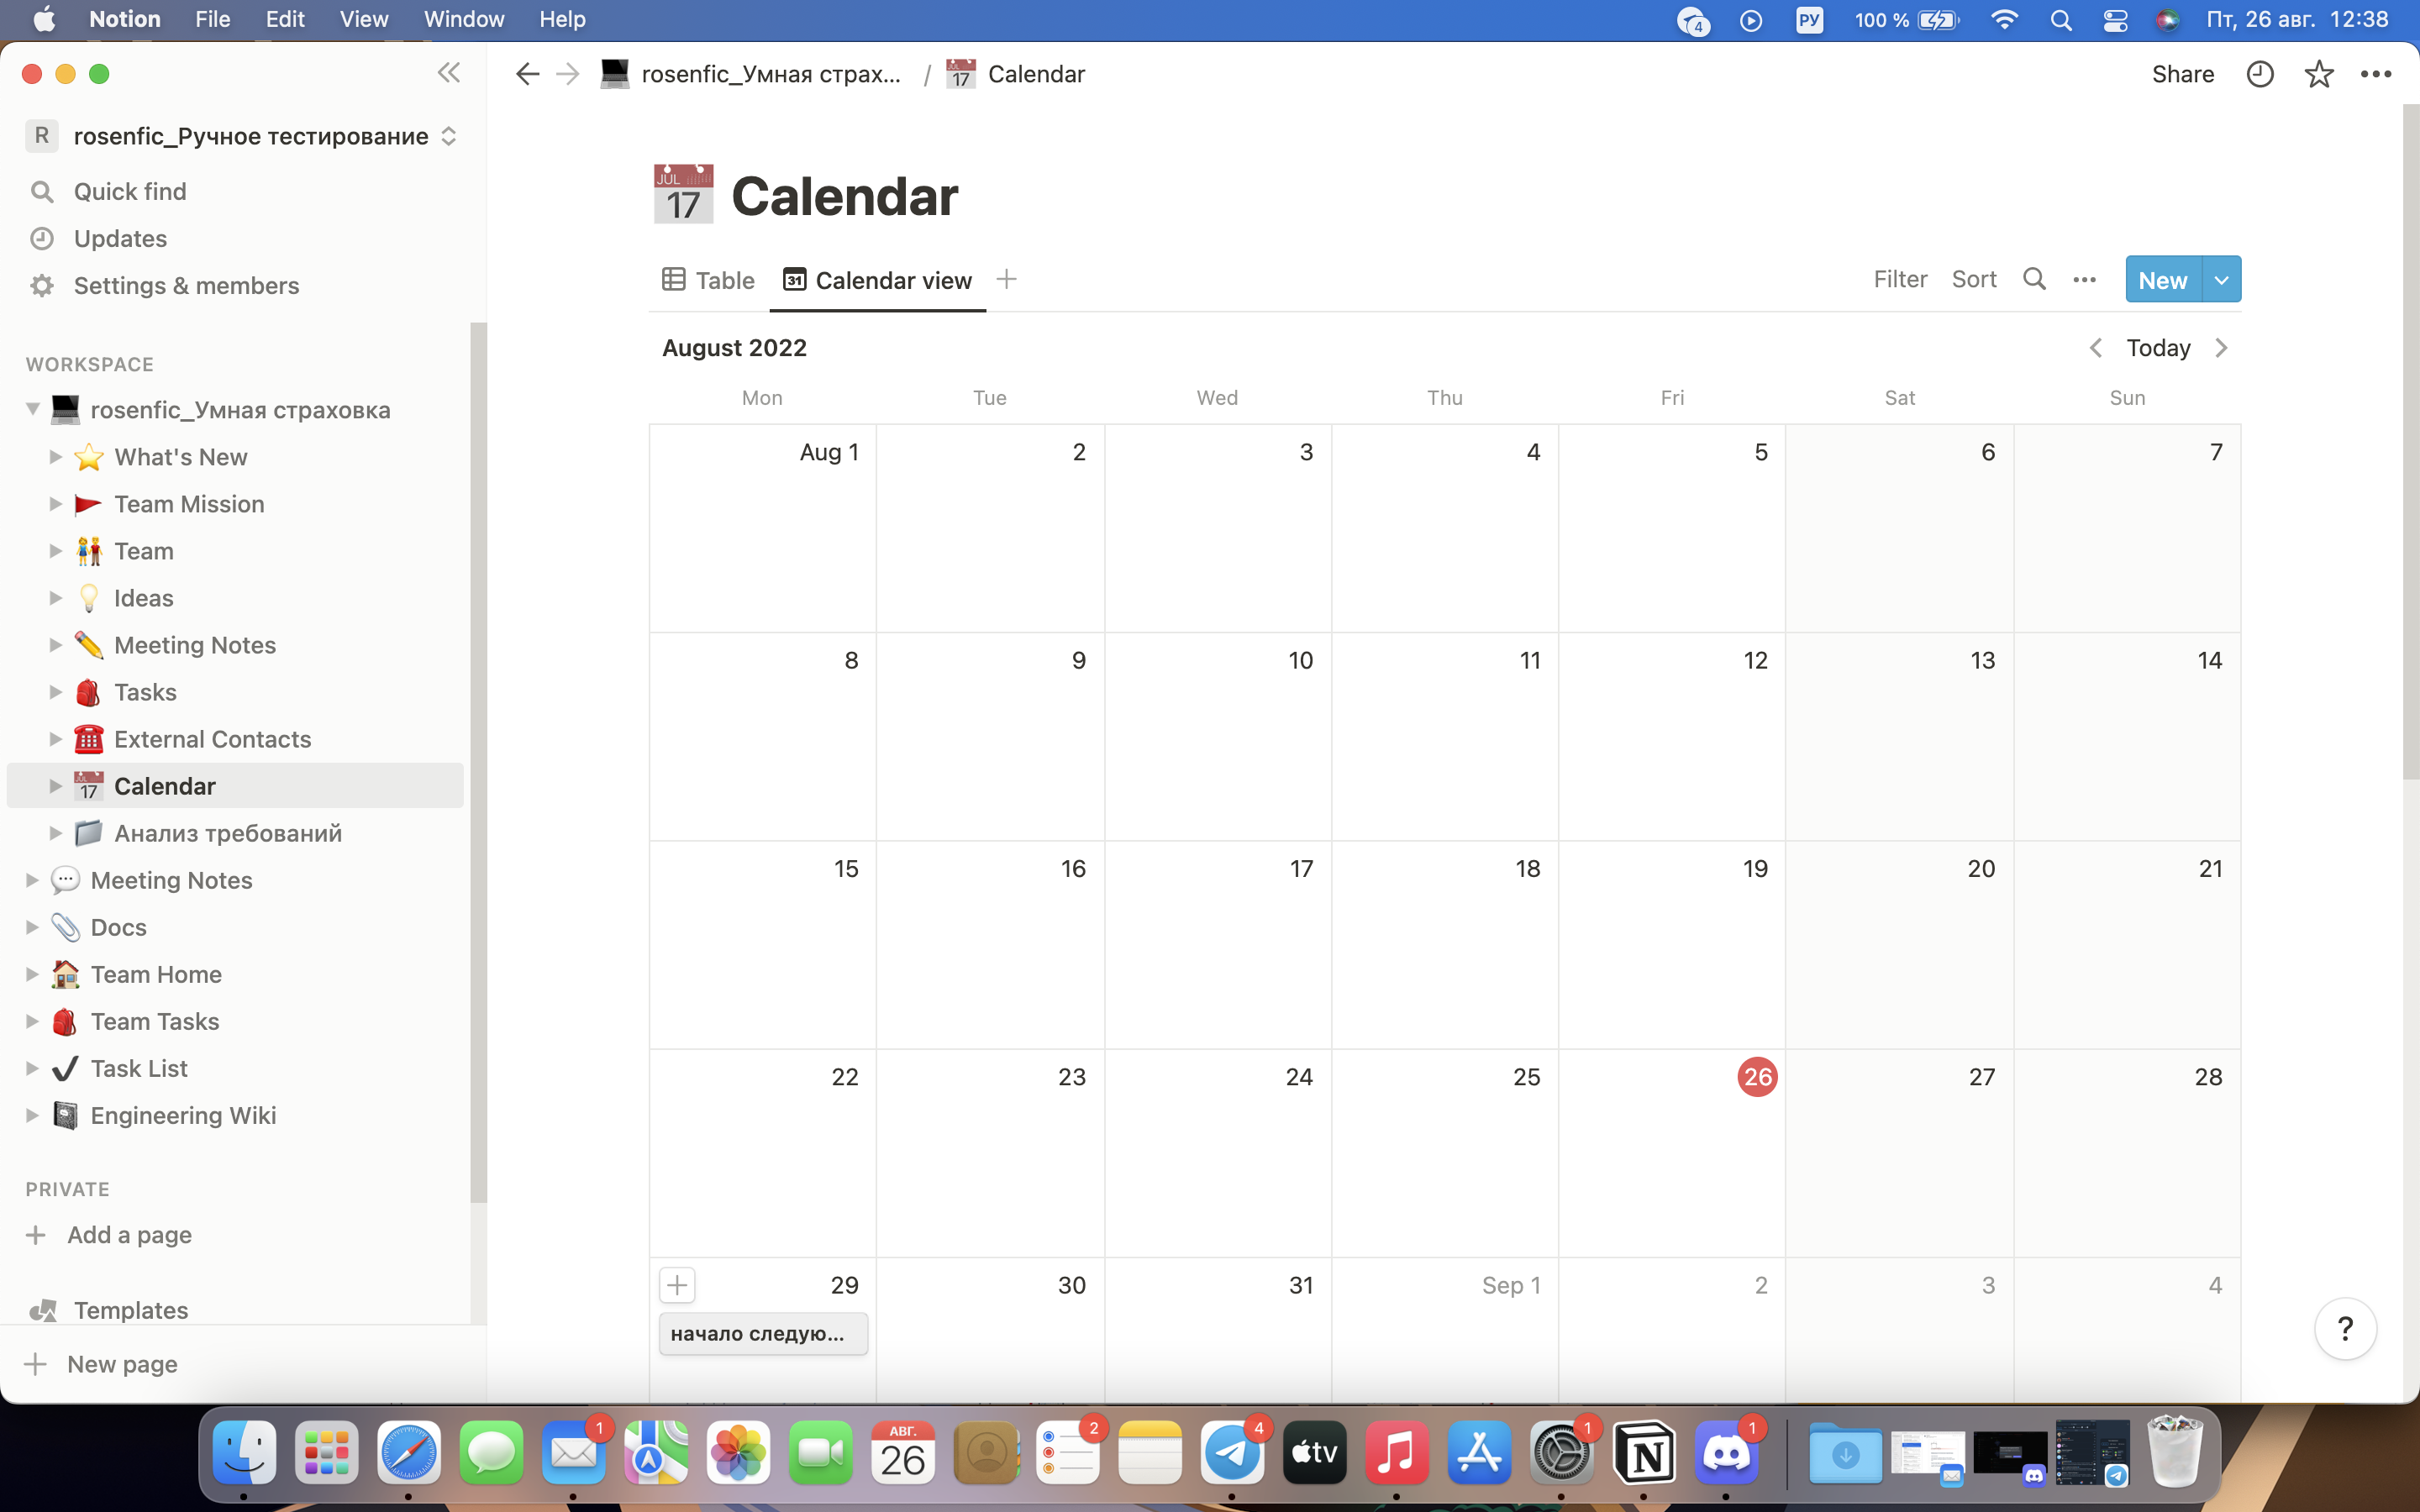 Notion File Edit View Window Help 4 РУ 100 % Пт, 26 авг. 12:38
rosenfic_Умная страх... / JUL 17 Calendar Share
R rosenfic_Ручное тестирование
Quick find
Updates
Settings & members
WORKSPACE
rosenfic_Умная страховка
What's New
Team Mission
Team
Ideas
Meeting Notes
Tasks
External Contacts
JUL 17 Calendar
Анализ требований
Meeting Notes
Docs
Team Home
Team Tasks
Task List
Engineering Wiki
PRIVATE
Add a page
Templates
New page
JUL 17 Calendar
Table 31 Calendar view Filter Sort New
August 2022 Today
Mon Tue Wed Thu Fri Sat Sun
Aug 1 2 3 4 5 6 7
8 9 10 11 12 13 14
15 16 17 18 19 20 21
22 23 24 25 26 27 28
29 30 31 Sep 1 2 3 4
начало следую...
?
1 АВГ. 26 2 4 tv 1 N 1